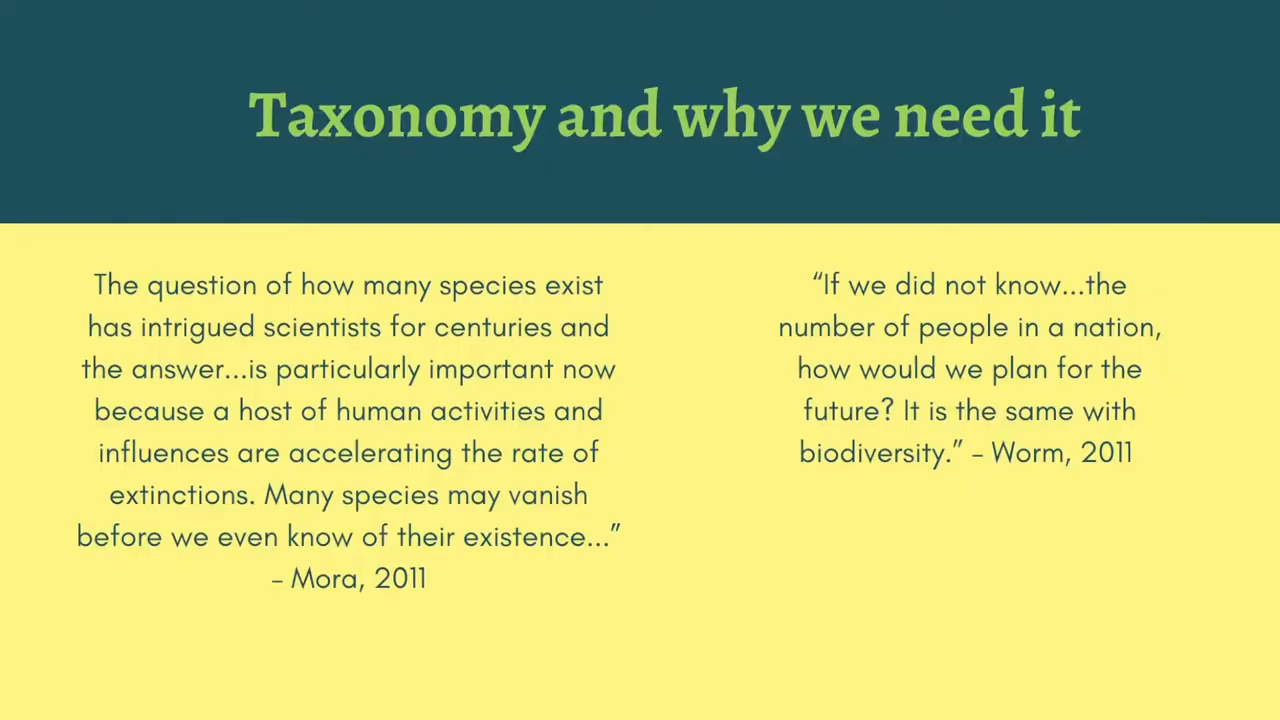 Taxonomy and why we need it
The question of how many species exist
has intrigued scientists for centuries and
the answer...is particularly important now
because a host of human activities and
influences are accelerating the rate of
extinctions. Many species may vanish
before we even know of their existence...”
– Mora, 2011
“If we did not know...the
number of people in a nation,
how would we plan for the
future? It is the same with
biodiversity.” – Worm, 2011